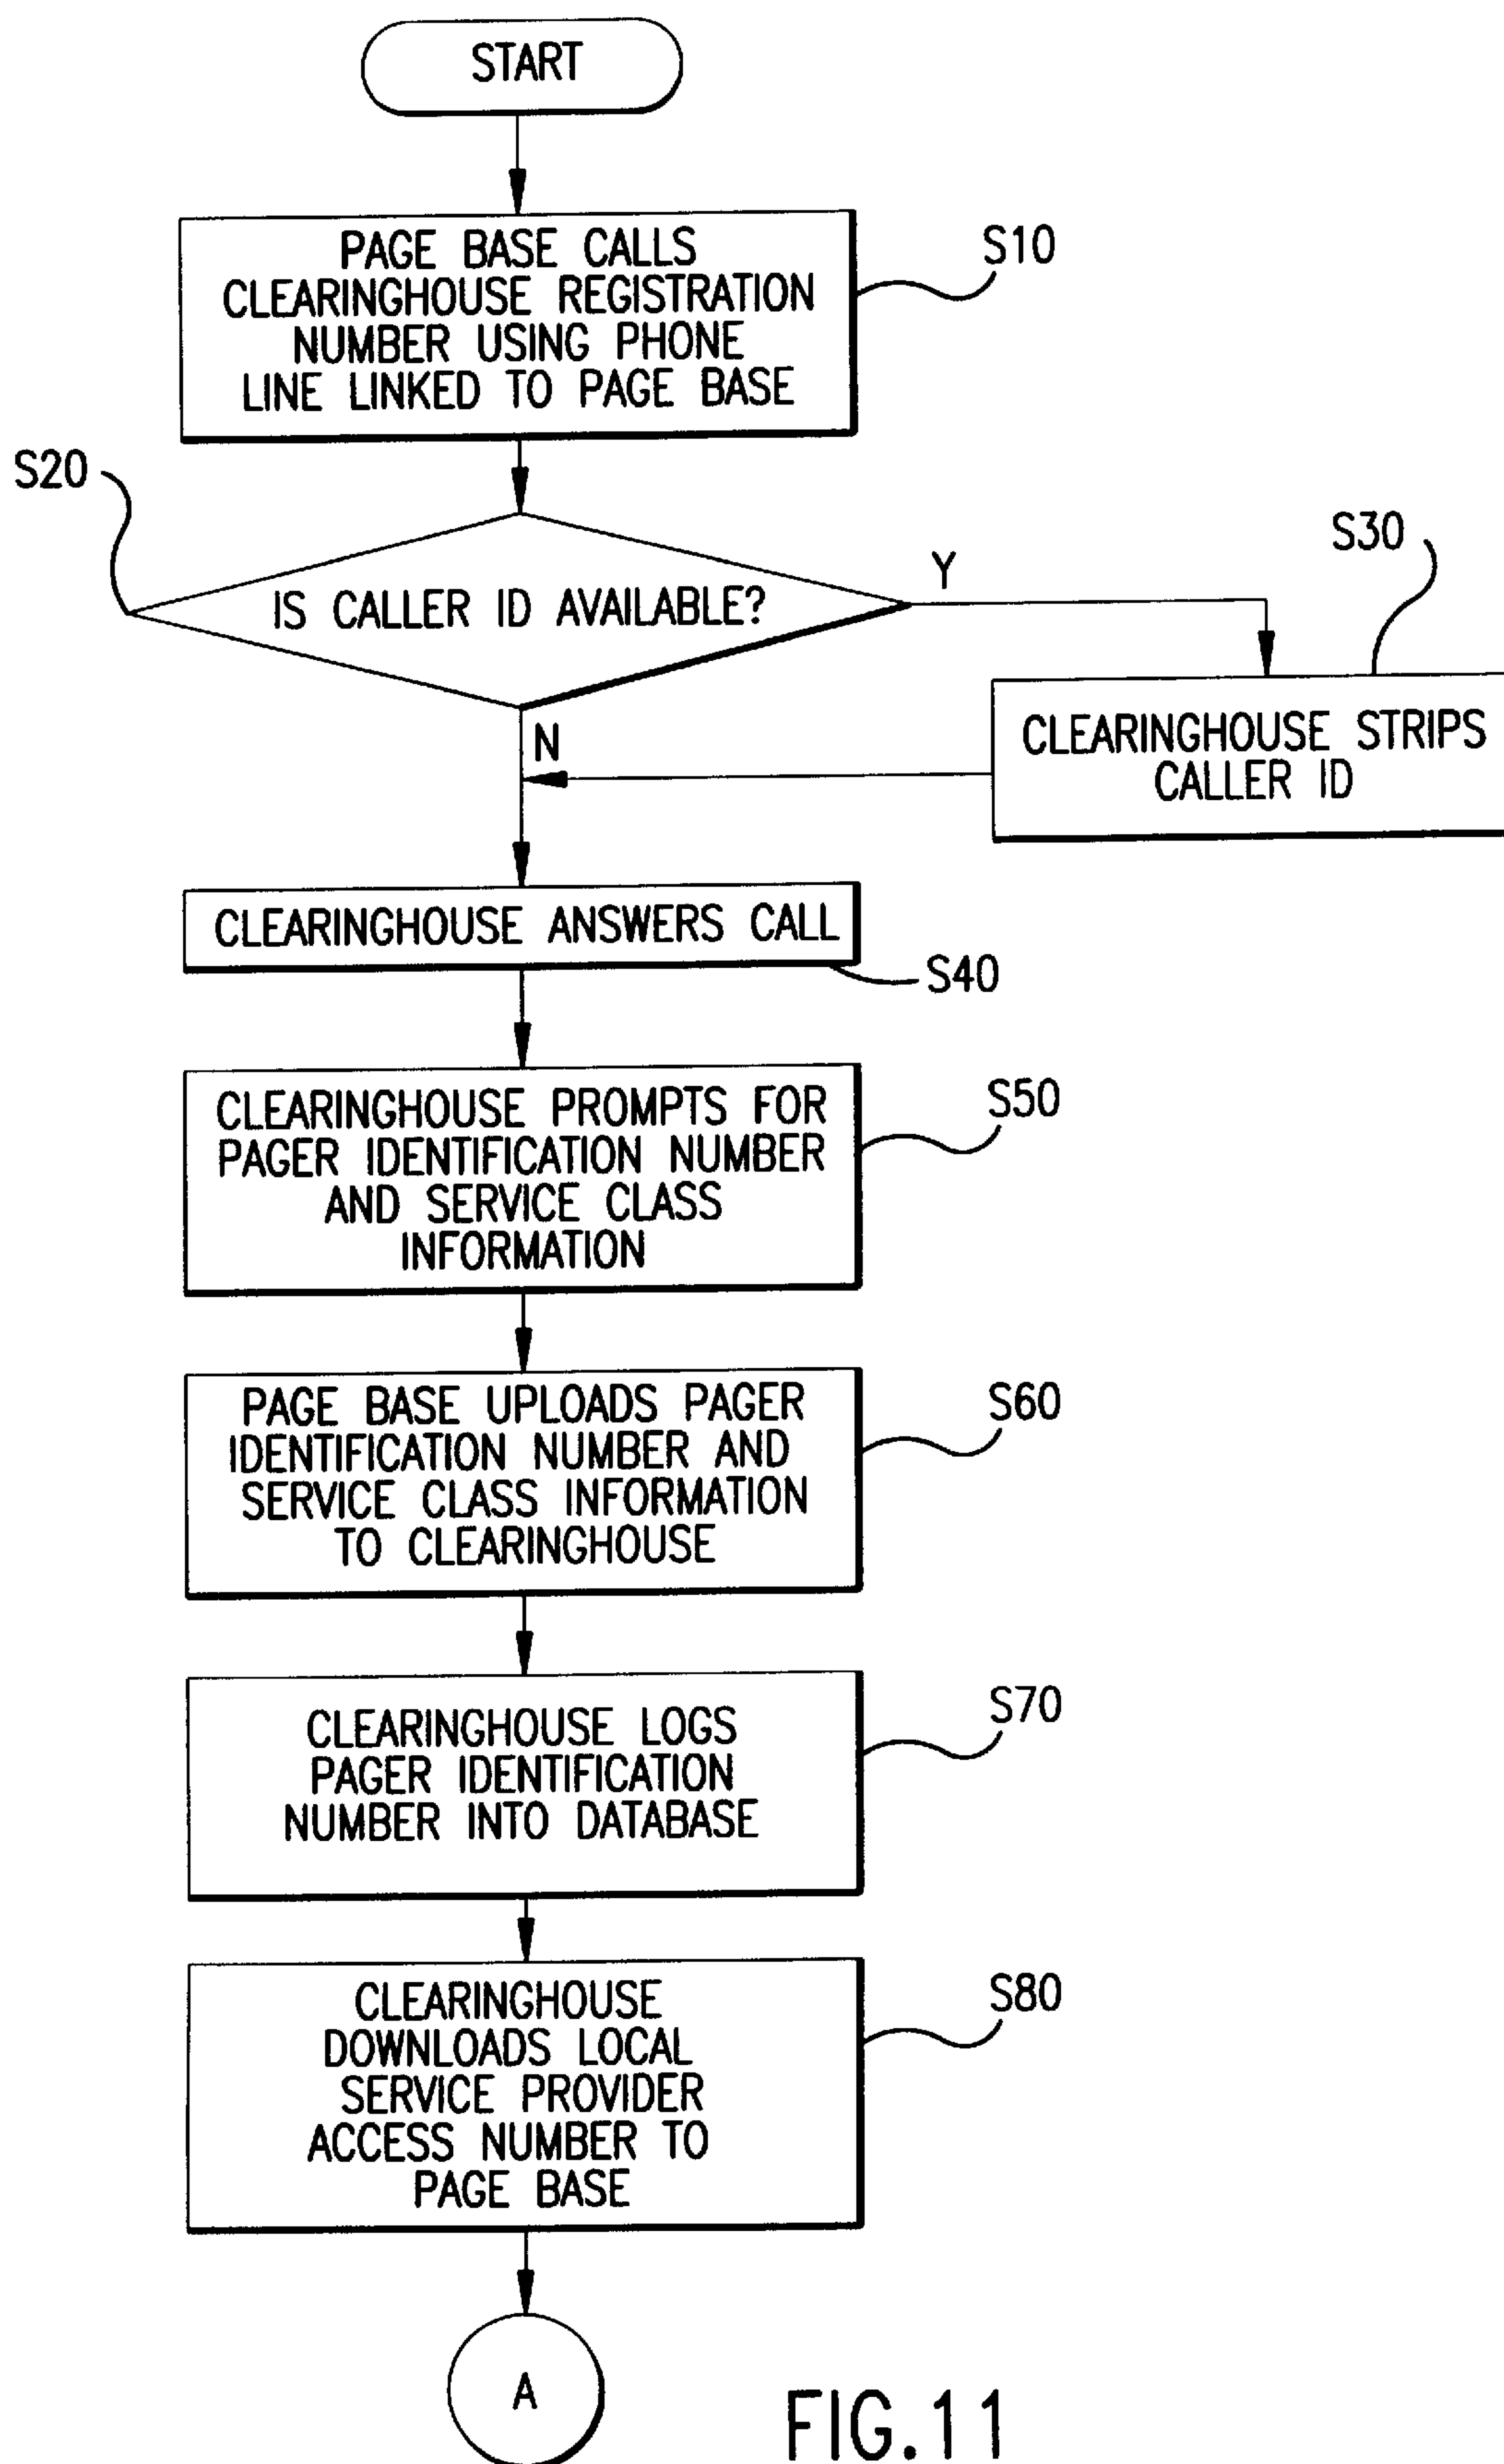 START
PAGE BASE CALLS
CLEARINGHOUSE REGISTRATION
NUMBER USING PHONE
LINE LINKED TO PAGE BASE
S10
S20
IS CALLER ID AVAILABLE?
Y
S30
N
CLEARINGHOUSE STRIPS
CALLER ID
CLEARINGHOUSE ANSWERS CALL
S40
CLEARINGHOUSE PROMPTS FOR
PAGER IDENTIFICATION NUMBER
AND SERVICE CLASS
INFORMATION
S50
PAGE BASE UPLOADS PAGER
IDENTIFICATION NUMBER AND
SERVICE CLASS INFORMATION
TO CLEARINGHOUSE
S60
CLEARINGHOUSE LOGS
PAGER IDENTIFICATION
NUMBER INTO DATABASE
S70
CLEARINGHOUSE
DOWNLOADS LOCAL
SERVICE PROVIDER
ACCESS NUMBER TO
PAGE BASE
S80
A
FIG.11